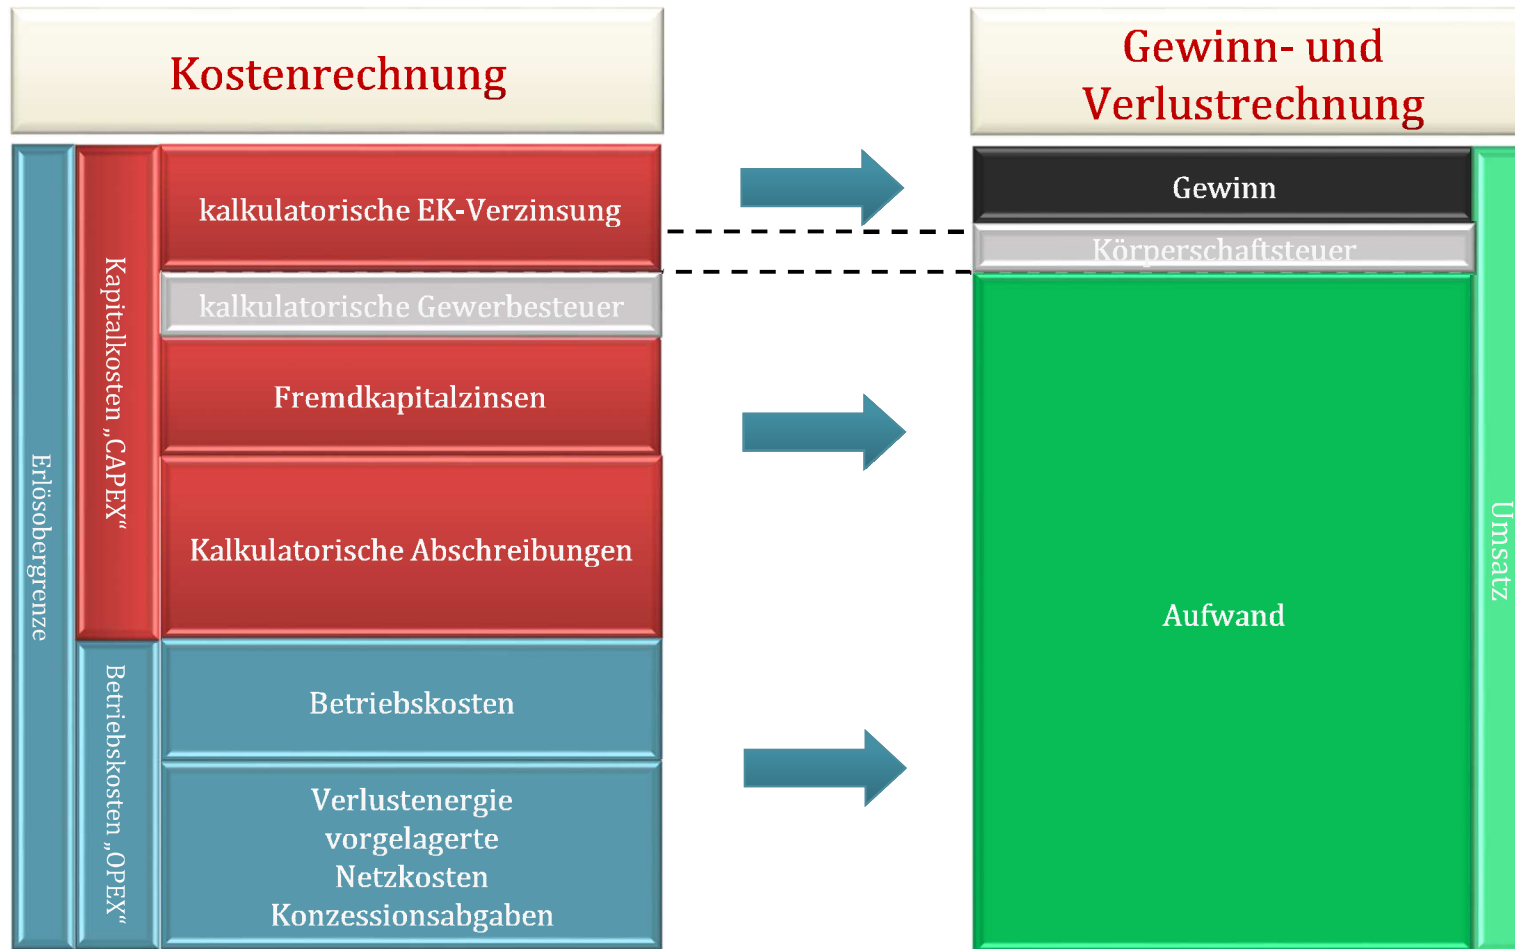 Kostenrechnung
Gewinn- und
Verlustrechnung
Erlösobergrenze
Kapitalkosten „CAPEX“
Betriebskosten „OPEX“
kalkulatorische EK-Verzinsung
kalkulatorische Gewerbesteuer
Fremdkapitalzinsen
Kalkulatorische Abschreibungen
Betriebskosten
Verlustenergie
vorgelagerte
Netzkosten
Konzessionsabgaben
Gewinn
Körperschaftsteuer
Aufwand
Umsatz